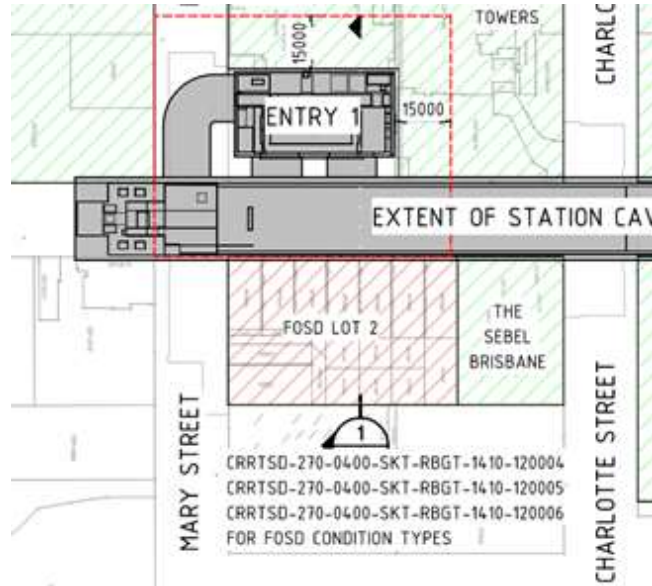 TOWERS
CHARLO
15000
ENTRY 1
15000
EXTENT OF STATION CAV
FOSD LOT 2
THE
SEBEL
BRISBANE
MARY STREET
CHARLOTTE STREET
1
CRRTSD-270-0400-SKT-RBGT-1410-120004
CRRTSD-270-0400-SKT-RBGT-1410-120005
CRRTSD-270-0400-SKT-RBGT-1410-120006
FOR FOSD CONDITION TYPES